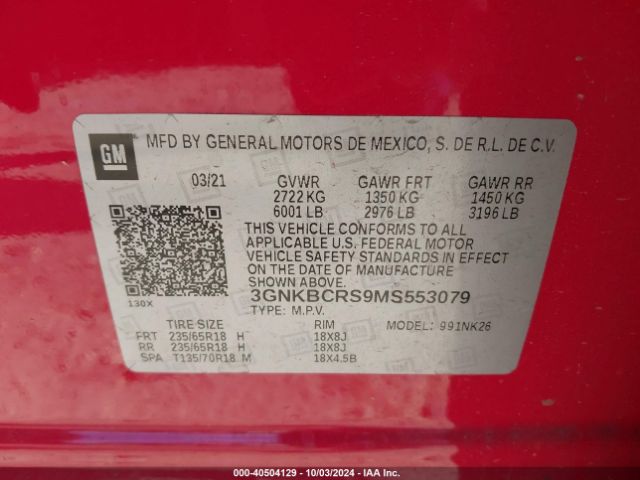 GM MFD BY GENERAL MOTORS DE MEXICO, S. DE R.L. DE C.V.
03/21 GVWR GAWR FRT GAWR RR
2722 KG 1350 KG 1450 KG
6001 LB 2976 LB 3196 LB
THIS VEHICLE CONFORMS TO ALL
APPLICABLE U.S. FEDERAL MOTOR
VEHICLE SAFETY STANDARDS IN EFFECT
ON THE DATE OF MANUFACTURE
SHOWN ABOVE.
130X 3GNKBCRS9MS553079
TYPE: M.P.V.
TIRE SIZE RIM MODEL: 991NK26
FRT 235/65R18 H 18X8J
RR 235/65R18 H 18X8J
SPA T135/70R18 M 18X4.5B
000-40504129 - 10/03/2024 - IAA Inc.